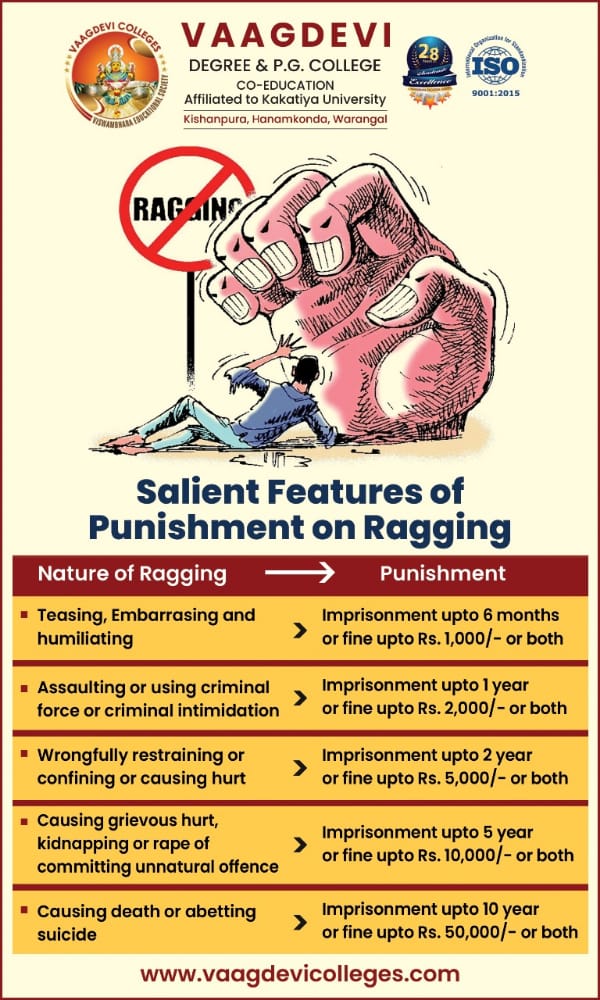 VAAGDEVI COLLEGES
VISWAMBHARA EDUCATIONAL SOCIETY
VAAGDEVI
DEGREE & P.G. COLLEGE
CO-EDUCATION
Affiliated to Kakatiya University
Kishanpura, Hanamkonda, Warangal
28
Excellence
International Organization for Standardization
ISO
9001:2015
RAGGING
Salient Features of
Punishment on Ragging
Nature of Ragging
Punishment
Teasing, Embarrasing and
humiliating
Imprisonment upto 6 months
or fine upto Rs. 1,000/- or both
Assaulting or using criminal
force or criminal intimidation
Imprisonment upto 1 year
or fine upto Rs. 2,000/- or both
Wrongfully restraining or
confining or causing hurt
Imprisonment upto 2 year
or fine upto Rs. 5,000/- or both
Causing grievous hurt,
kidnapping or rape of
committing unnatural offence
Imprisonment upto 5 year
or fine upto Rs. 10,000/- or both
Causing death or abetting
suicide
Imprisonment upto 10 year
or fine upto Rs. 50,000/- or both
www.vaagdevicolleges.com